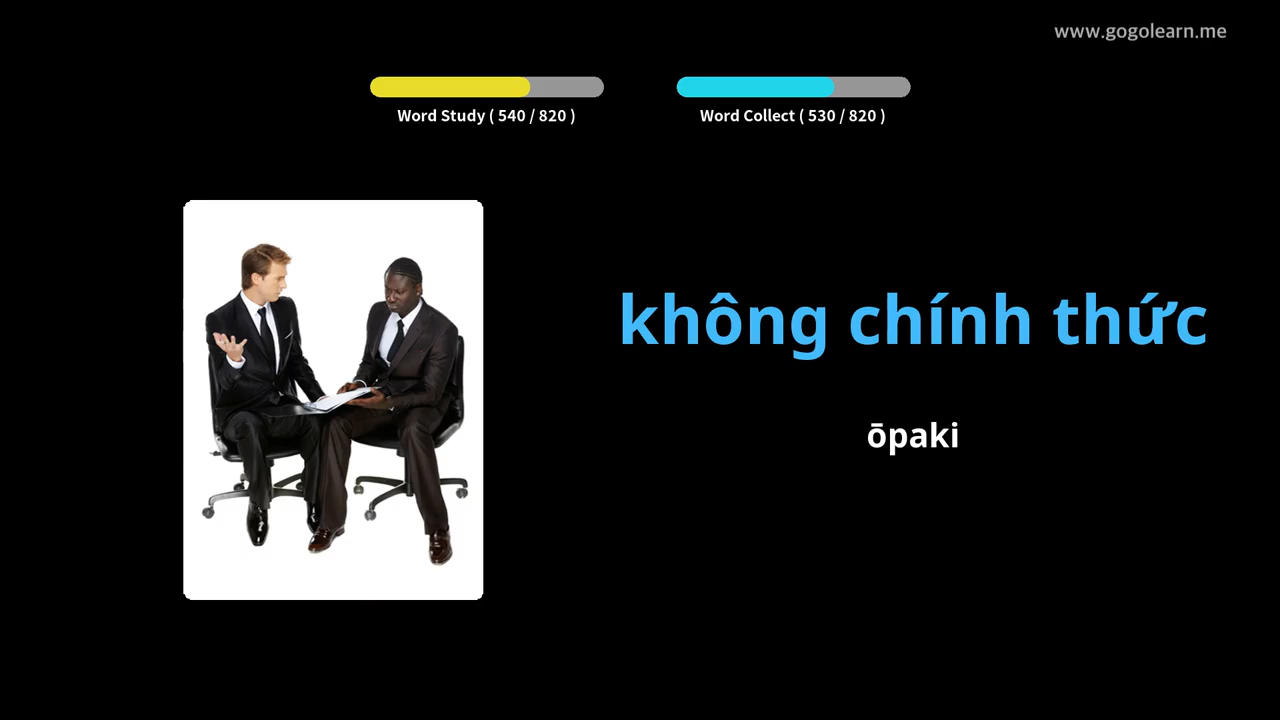 www.gogolearn.me
Word Study ( 540 / 820 )
Word Collect ( 530 / 820 )
không chính thức
ōpaki